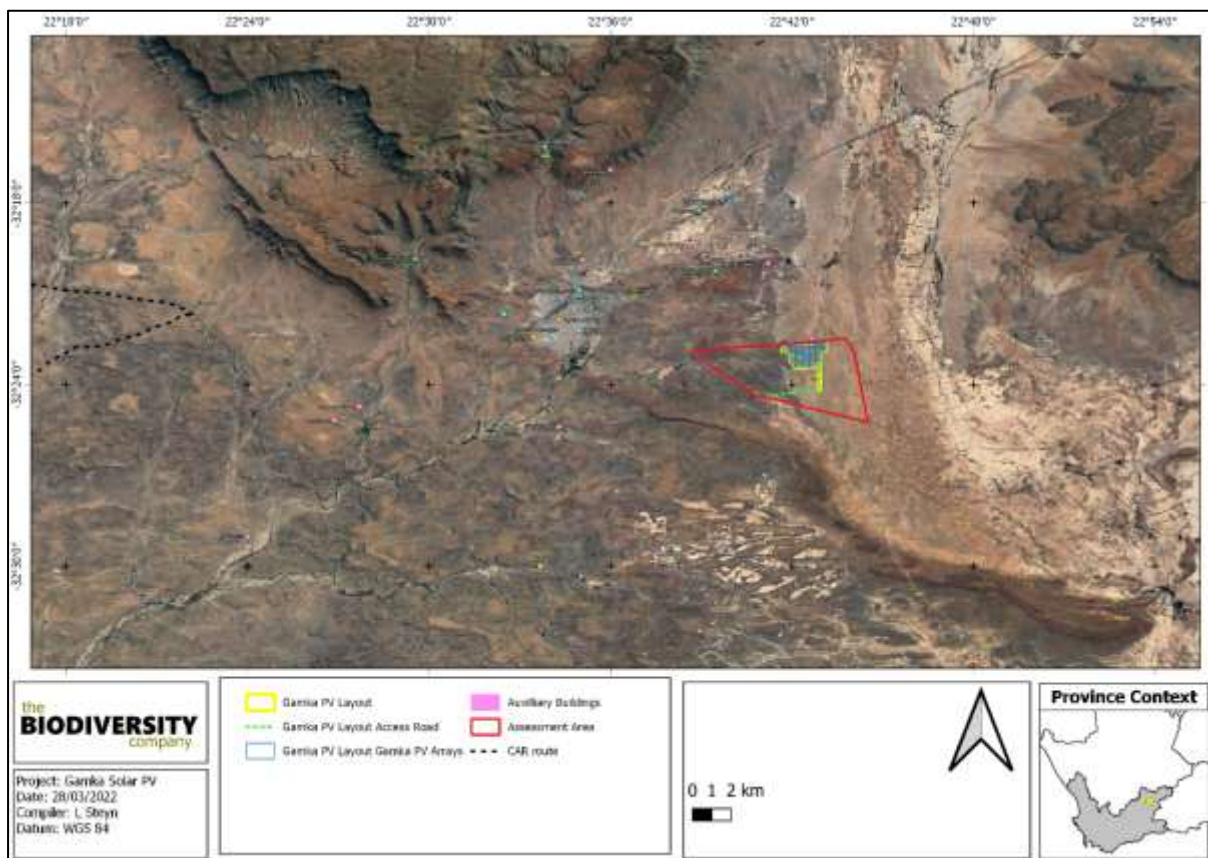 22°18'0" 22°24'0" 22°30'0" 22°36'0" 22°42'0" 22°48'0" 22°54'0"
-32°18'0"
-32°24'0"
-32°30'0"
the
BIODIVERSITY
company
Project: Gamka Solar PV
Date: 28/03/2022
Compiler: L Steyn
Datum: WGS 84
Gamka PV Layout
Gamka PV Layout Access Road
Gamka PV Layout Gamka PV Arrays
Auxilliary Buildings
Assessment Area
CAR route
0 1 2 km
Province Context